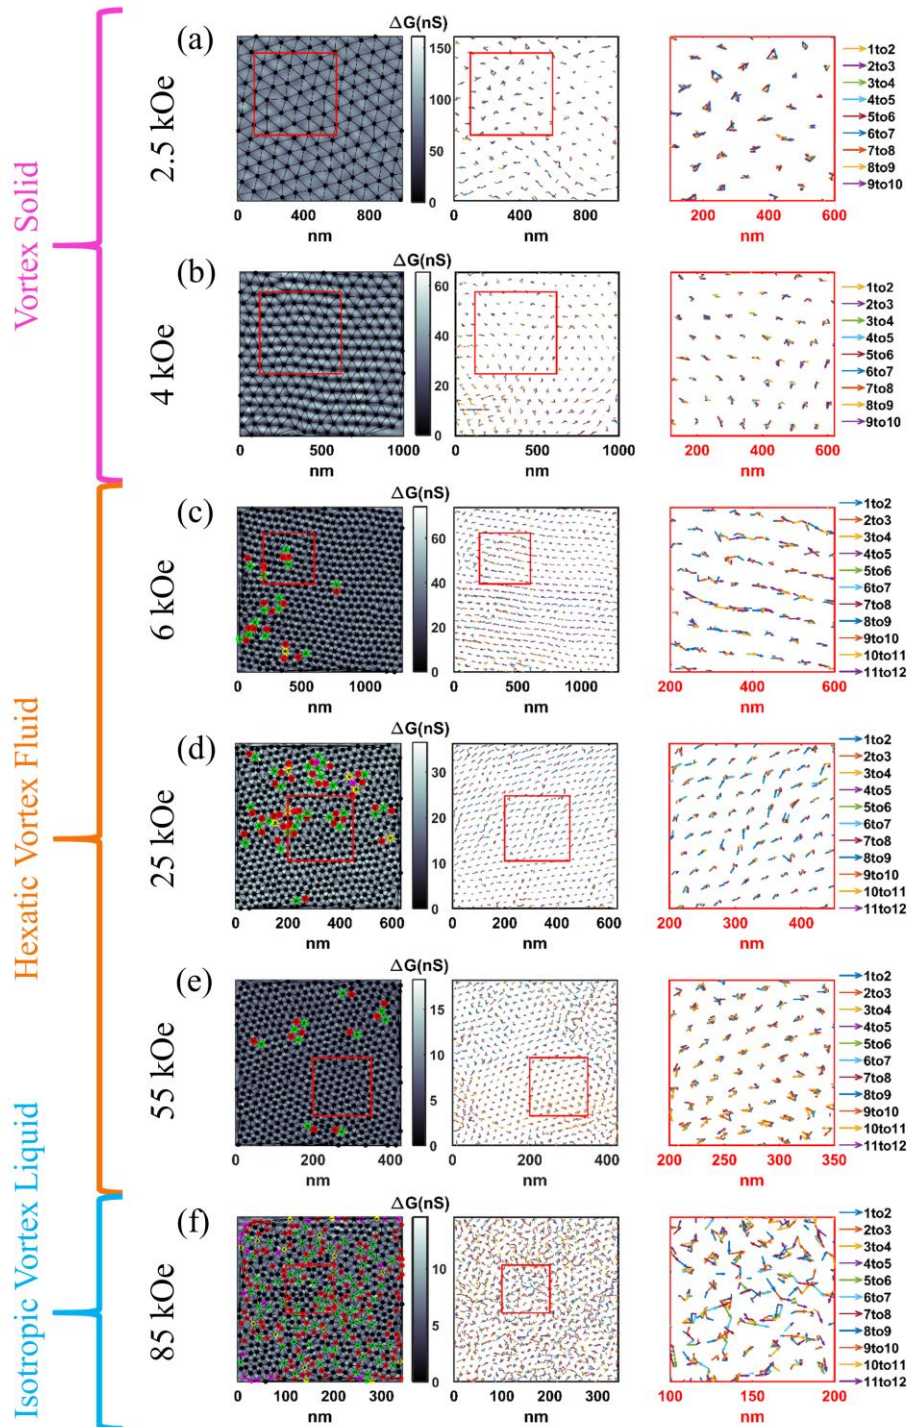 Vortex Solid
Hexatic Vortex Fluid
Isotropic Vortex Liquid
(a)
2.5 kOe
ΔG(nS)
150
100
50
0
0 400 800
nm
0 400 800
nm
200 400 600
nm
1to2
2to3
3to4
4to5
5to6
6to7
7to8
8to9
9to10
(b)
4 kOe
ΔG(nS)
60
40
20
0
0 500 1000
nm
0 500 1000
nm
200 400 600
nm
1to2
2to3
3to4
4to5
5to6
6to7
7to8
8to9
9to10
(c)
6 kOe
ΔG(nS)
60
40
20
0
0 500 1000
nm
0 500 1000
nm
200 400 600
nm
1to2
2to3
3to4
4to5
5to6
6to7
7to8
8to9
9to10
10to11
11to12
(d)
25 kOe
ΔG(nS)
30
20
10
0
0 200 400 600
nm
0 200 400 600
nm
200 300 400
nm
1to2
2to3
3to4
4to5
5to6
6to7
7to8
8to9
9to10
10to11
11to12
(e)
55 kOe
ΔG(nS)
15
10
5
0
0 200 400
nm
0 200 400
nm
200 250 300 350
nm
1to2
2to3
3to4
4to5
5to6
6to7
7to8
8to9
9to10
10to11
11to12
(f)
85 kOe
ΔG(nS)
10
5
0
0 100 200 300
nm
0 100 200 300
nm
100 150 200
nm
1to2
2to3
3to4
4to5
5to6
6to7
7to8
8to9
9to10
10to11
11to12